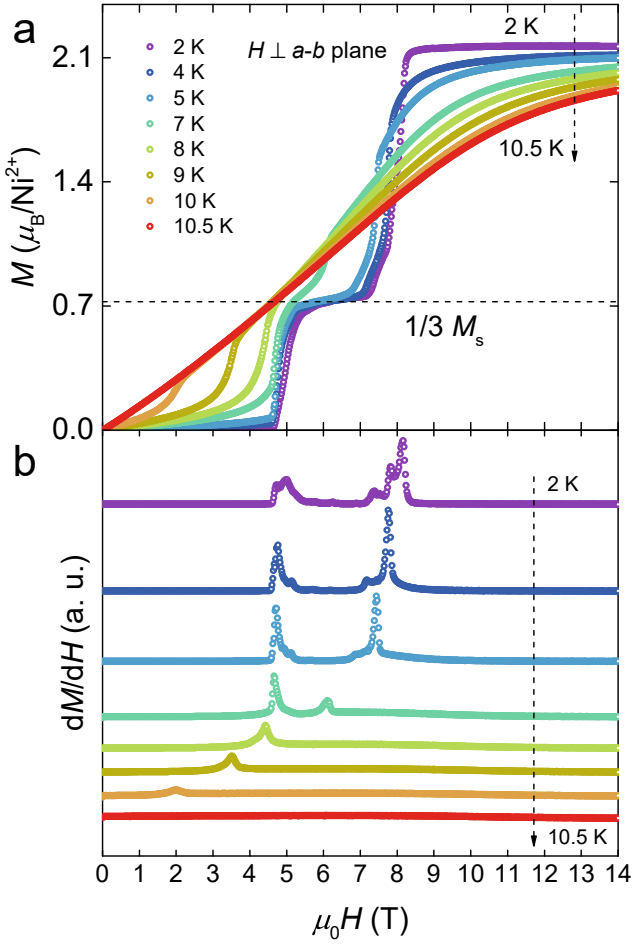 a
2 K
4 K
5 K
7 K
8 K
9 K
10 K
10.5 K
H ⊥ a-b plane
2 K
10.5 K
1/3 Mₛ
2.1
1.4
0.7
0.0
M (μ_B/Ni²⁺)
b
2 K
10.5 K
dM/dH (a. u.)
0 1 2 3 4 5 6 7 8 9 10 11 12 13 14
μ₀H (T)